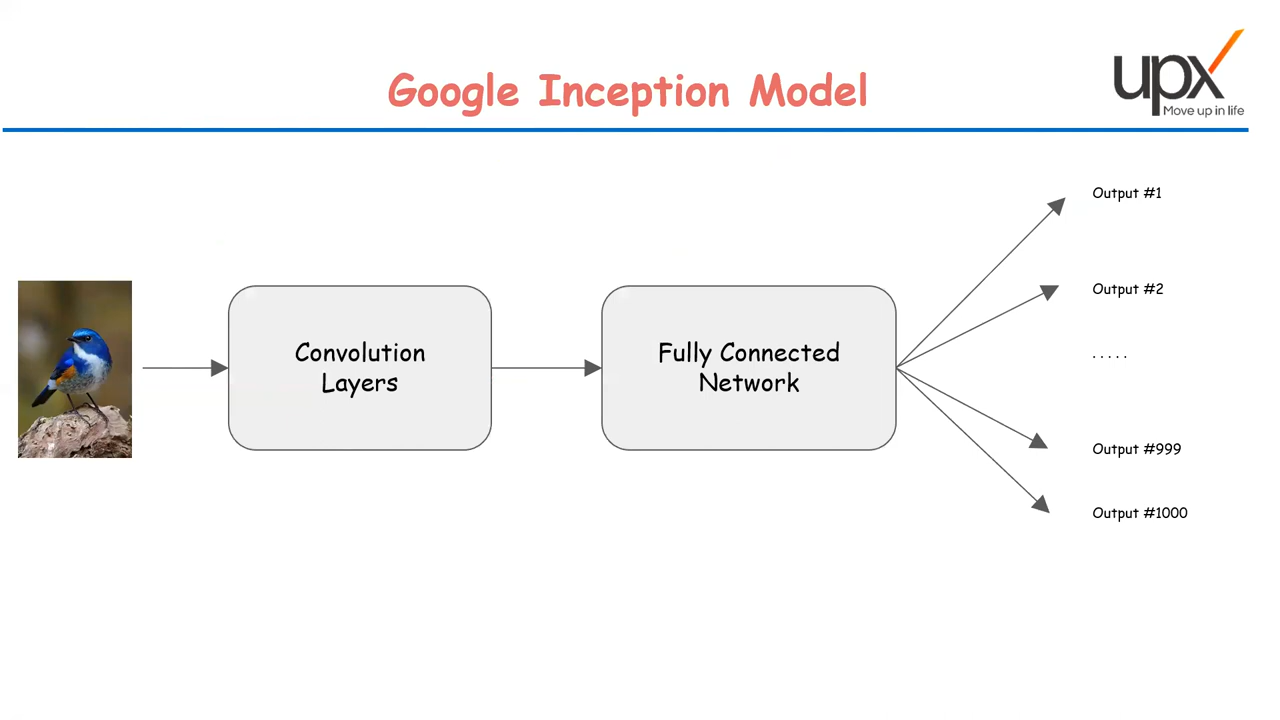 Google Inception Model
upx
Move up in life
Output #1
Output #2
Convolution
Layers
Fully Connected
Network
.....
Output #999
Output #1000